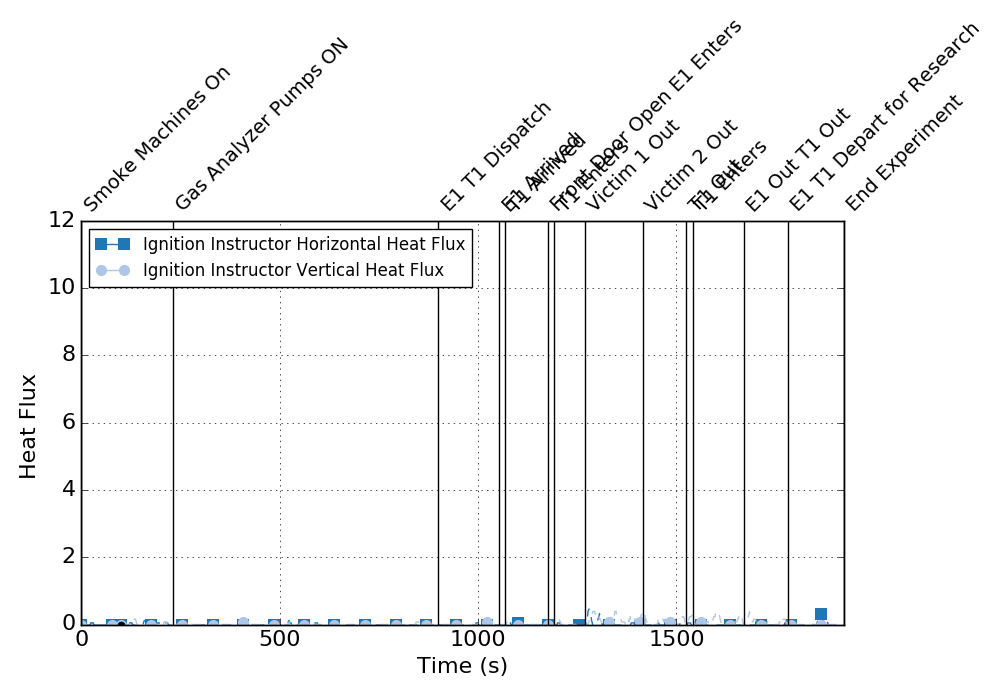 Smoke Machines On
Gas Analyzer Pumps ON
E1 T1 Dispatch
E1 Arrived
T1 Arrived
Front Door Open E1 Enters
T1 Enters
Victim 1 Out
Victim 2 Out
T1 Out
T1 Enters
E1 Out T1 Out
E1 T1 Depart for Research
End Experiment
Ignition Instructor Horizontal Heat Flux
Ignition Instructor Vertical Heat Flux
12
10
8
6
4
2
0
Heat Flux
0 500 1000 1500
Time (s)